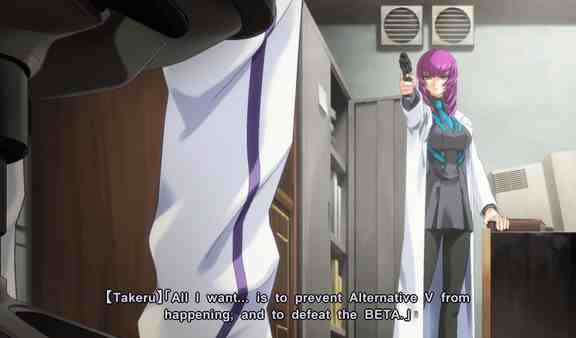 【Takeru】「All I want... is to prevent Alternative V from
happening, and to defeat the BETA.」